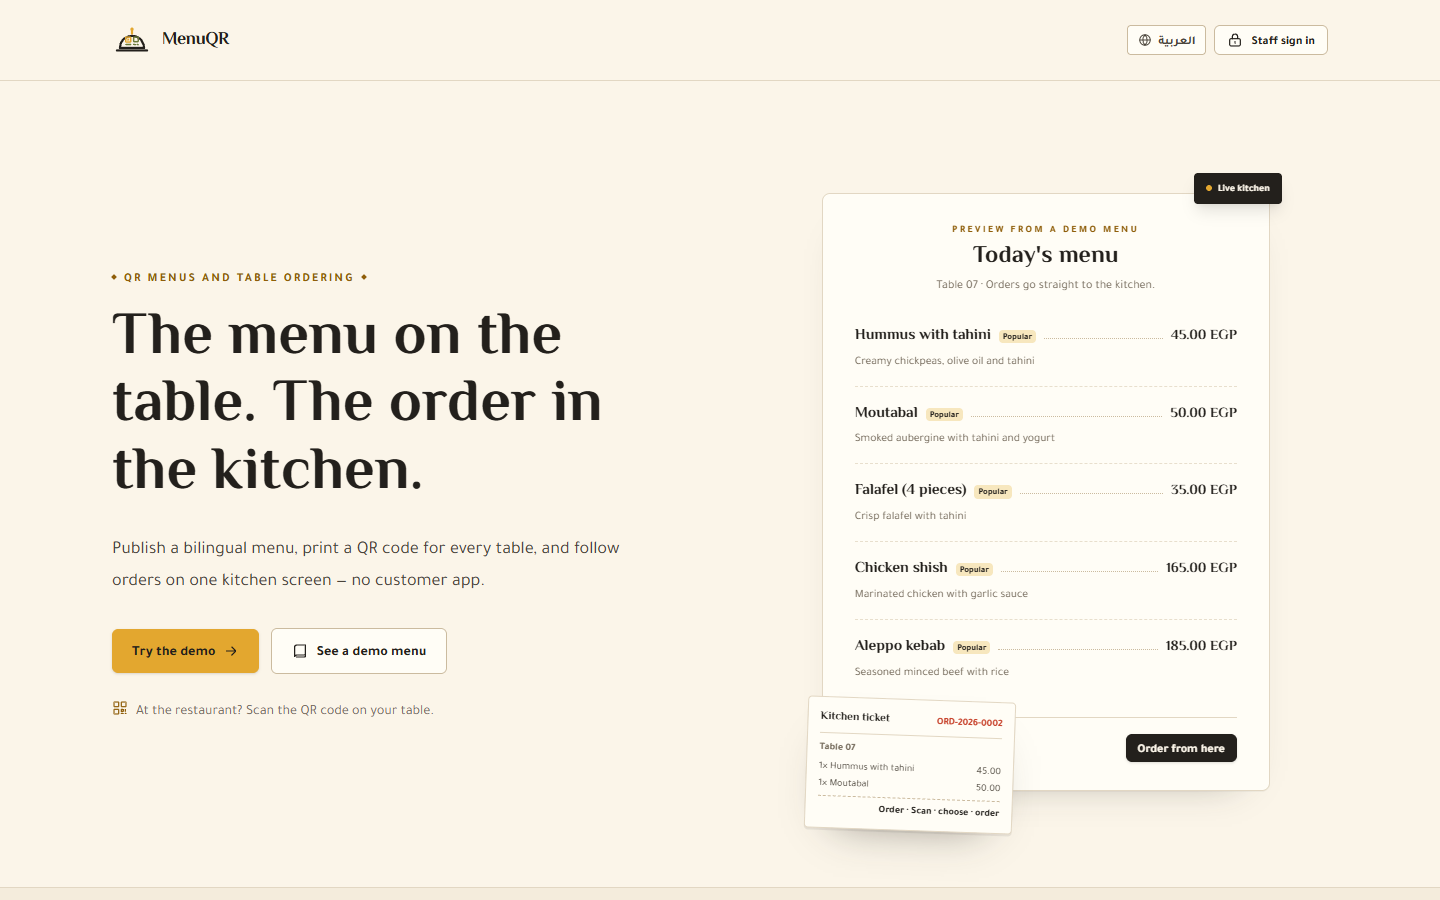 MenuQR
العربية
Staff sign in
QR MENUS AND TABLE ORDERING
The menu on the
table. The order in
the kitchen.
Publish a bilingual menu, print a QR code for every table, and follow
orders on one kitchen screen – no customer app.
Try the demo
See a demo menu
At the restaurant? Scan the QR code on your table.
Live kitchen
PREVIEW FROM A DEMO MENU
Today's menu
Table 07 · Orders go straight to the kitchen.
Hummus with tahini Popular 45.00 EGP
Creamy chickpeas, olive oil and tahini
Moutabal Popular 50.00 EGP
Smoked aubergine with tahini and yogurt
Falafel (4 pieces) Popular 35.00 EGP
Crisp falafel with tahini
Chicken shish Popular 165.00 EGP
Marinated chicken with garlic sauce
Aleppo kebab Popular 185.00 EGP
Seasoned minced beef with rice
Order from here
Kitchen ticket ORD-2026-0002
Table 07
1× Hummus with tahini 45.00
1× Moutabal 50.00
Order · Scan · choose · order